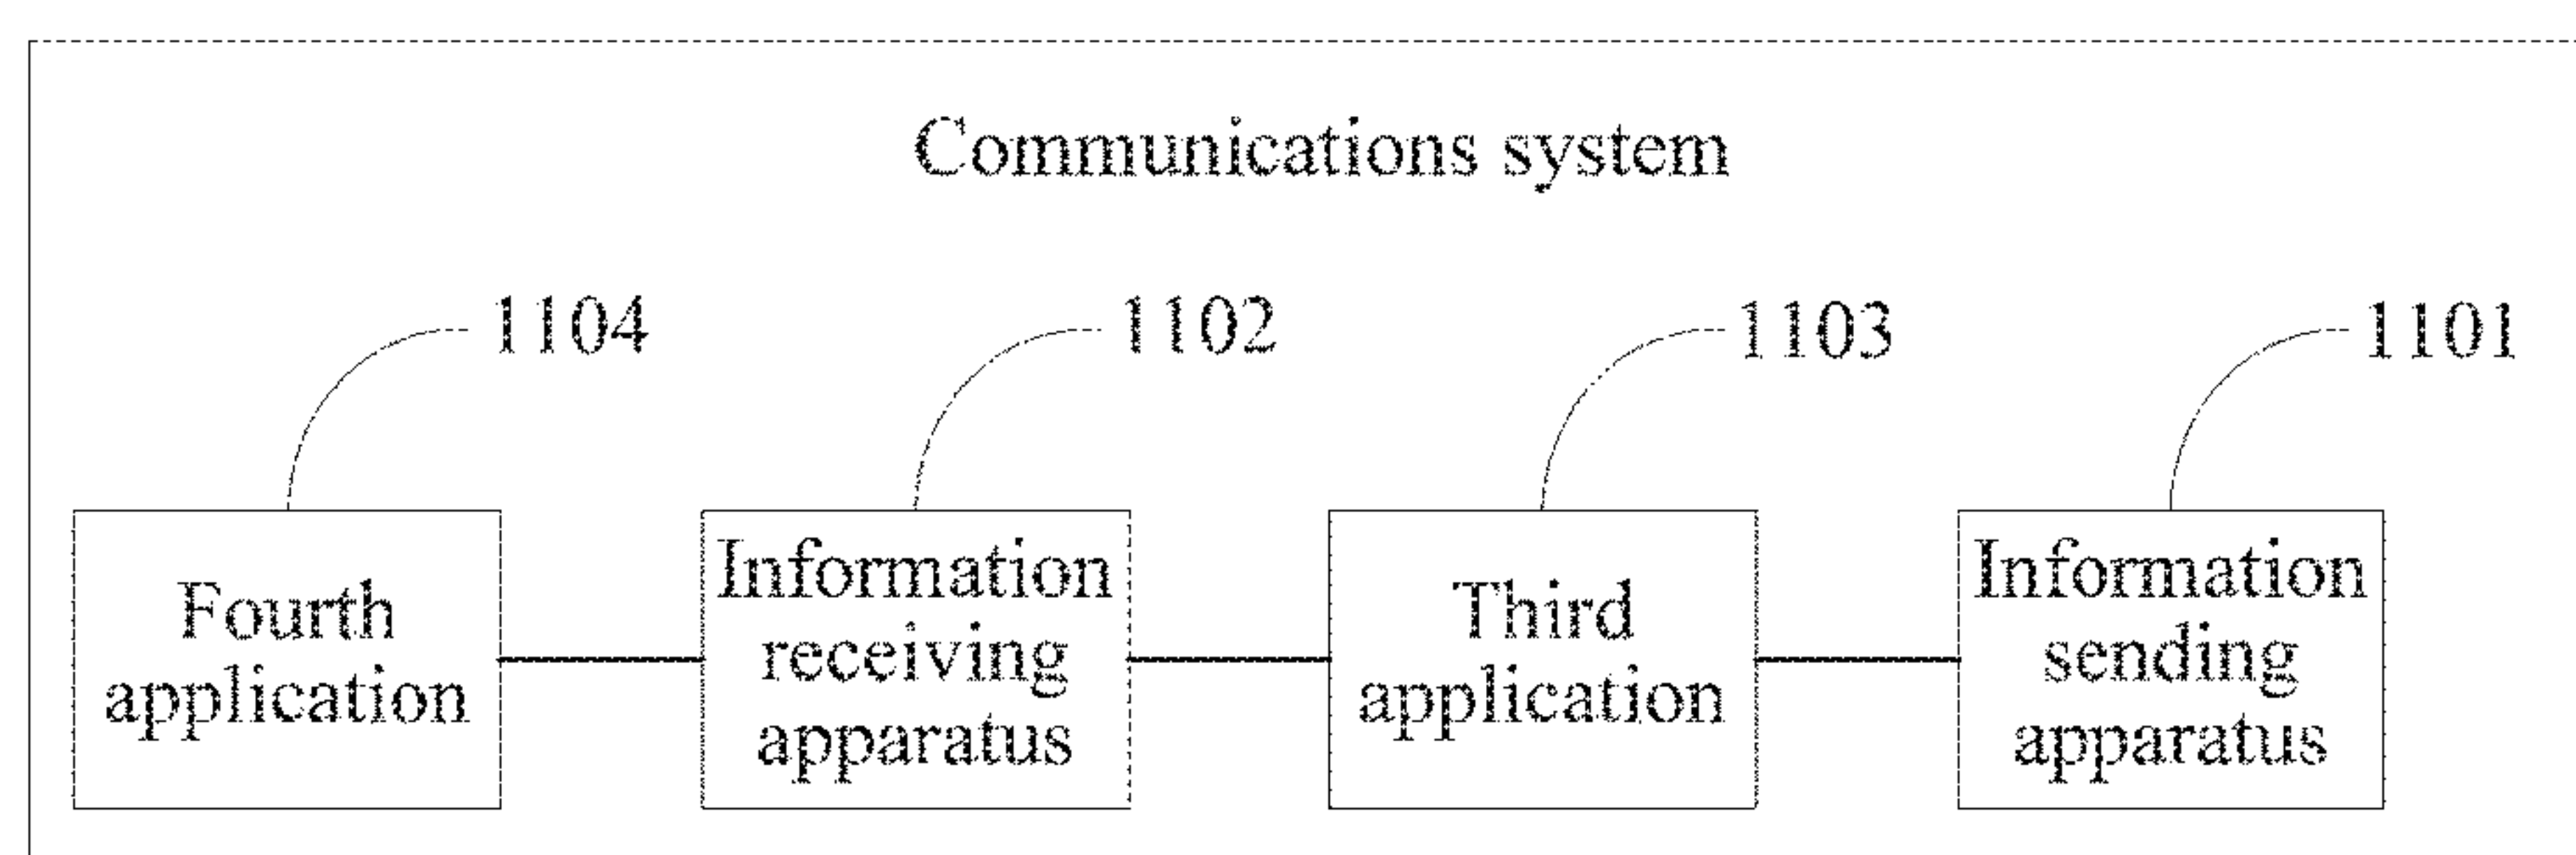 Communications system
1104
1102
1103
1101
Fourth
application
Information
receiving
apparatus
Third
application
Information
sending
apparatus